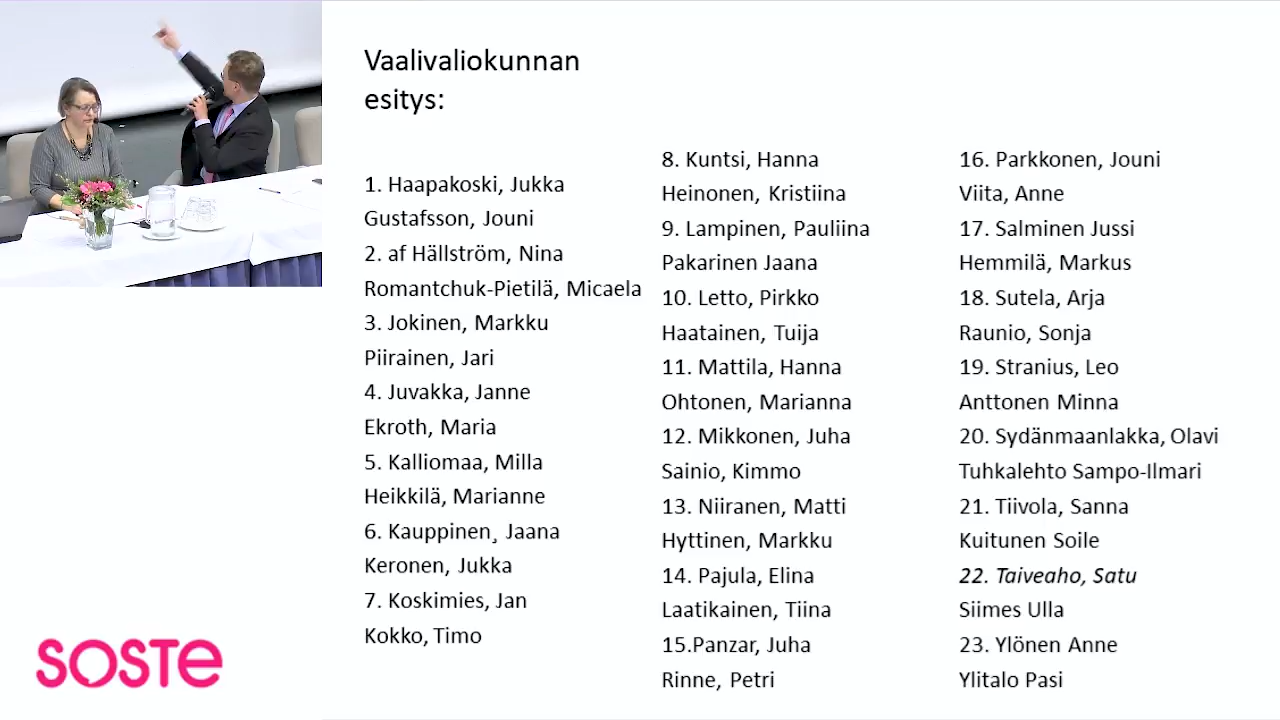 Vaalivaliokunnan
esitys:
1. Haapakoski, Jukka
Gustafsson, Jouni
2. af Hällström, Nina
Romantchuk-Pietilä, Micaela
3. Jokinen, Markku
Piirainen, Jari
4. Juvakka, Janne
Ekroth, Maria
5. Kalliomaa, Milla
Heikkilä, Marianne
6. Kauppinen¸ Jaana
Keronen, Jukka
7. Koskimies, Jan
Kokko, Timo
8. Kuntsi, Hanna
Heinonen, Kristiina
9. Lampinen, Pauliina
Pakarinen Jaana
10. Letto, Pirkko
Haatainen, Tuija
11. Mattila, Hanna
Ohtonen, Marianna
12. Mikkonen, Juha
Sainio, Kimmo
13. Niiranen, Matti
Hyttinen, Markku
14. Pajula, Elina
Laatikainen, Tiina
15.Panzar, Juha
Rinne, Petri
16. Parkkonen, Jouni
Viita, Anne
17. Salminen Jussi
Hemmilä, Markus
18. Sutela, Arja
Raunio, Sonja
19. Stranius, Leo
Anttonen Minna
20. Sydänmaanlakka, Olavi
Tuhkalehto Sampo-Ilmari
21. Tiivola, Sanna
Kuitunen Soile
22. Taiveaho, Satu
Siimes Ulla
23. Ylönen Anne
Ylitalo Pasi
SOSTE